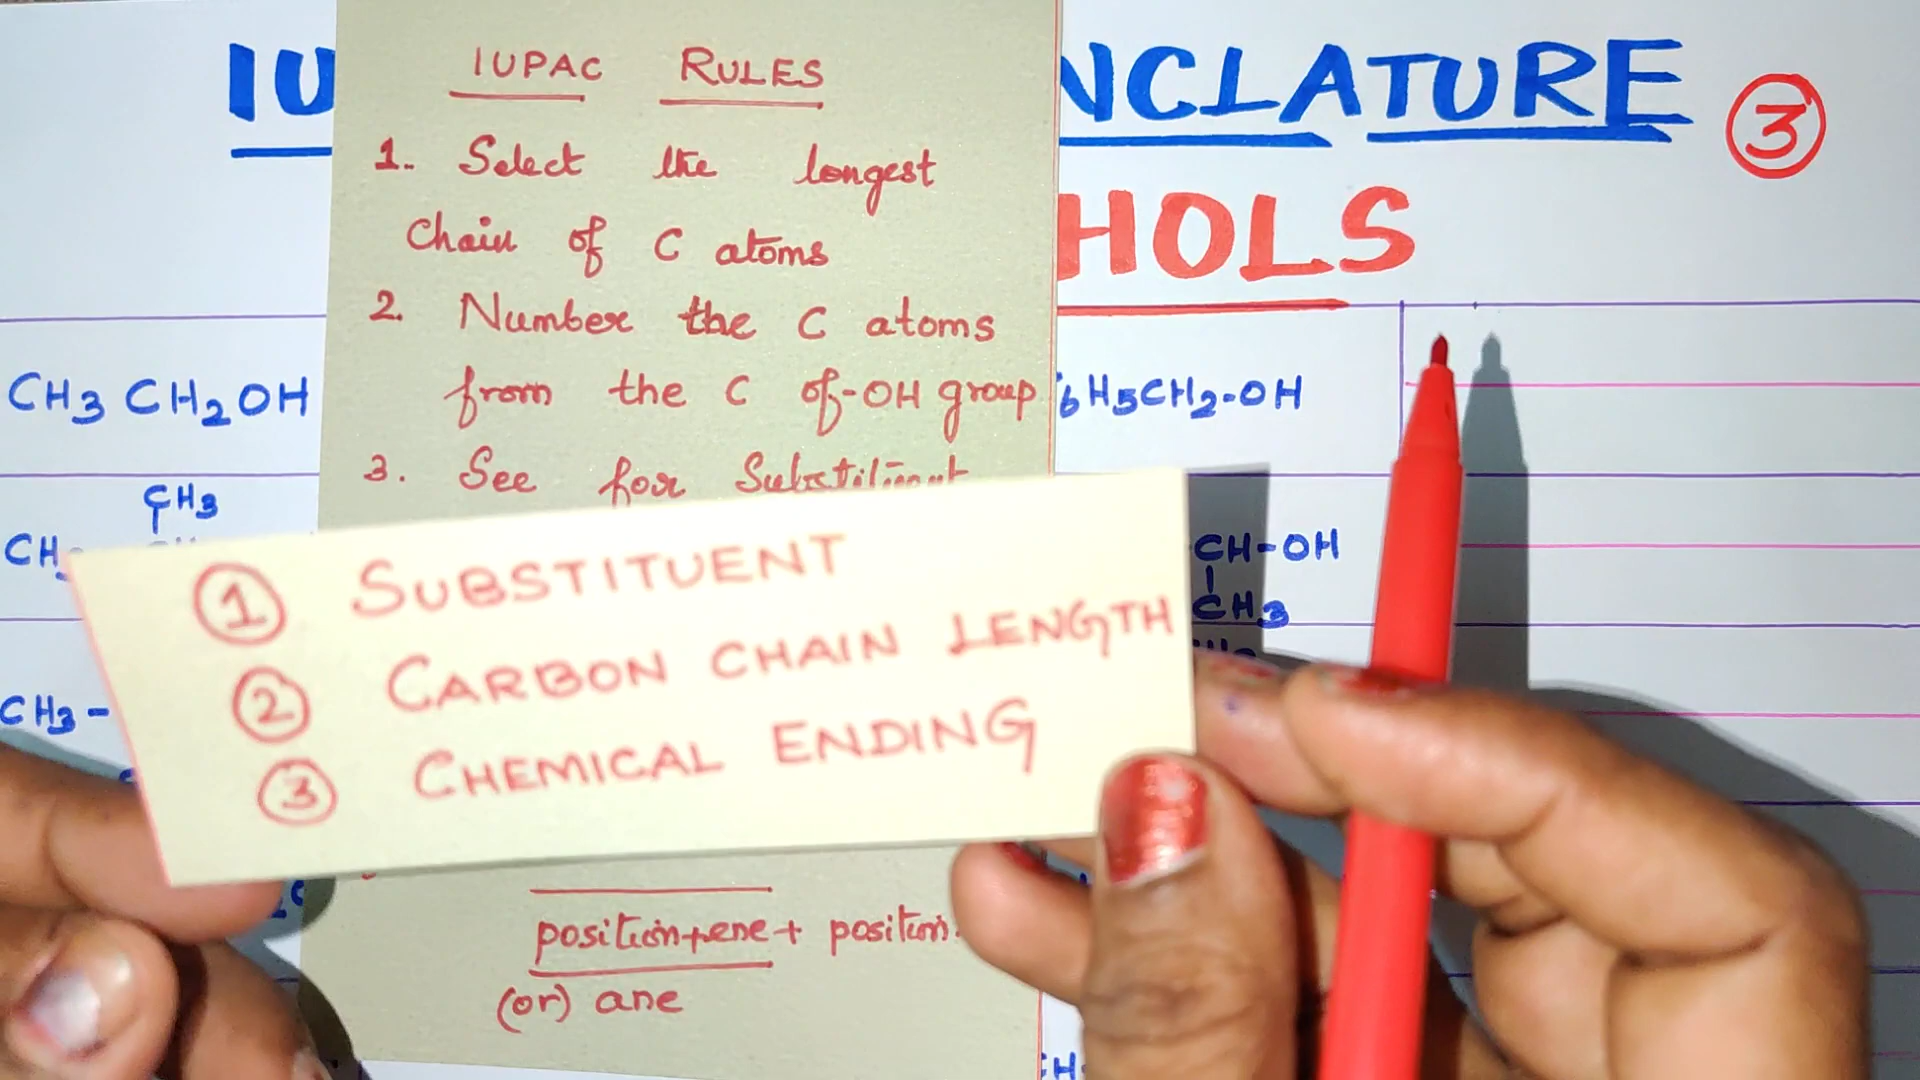 IUPAC RULES
1. Select the longest
Chain of C atoms
2. Number the C atoms
from the C of -OH group
3. See for Substituent
① SUBSTITUENT
② CARBON CHAIN LENGTH
③ CHEMICAL ENDING
position+ene + position
(or) ane
IU
NCLATURE ③
HOLS
CH3 CH2OH
6H5CH2-OH
CH3
CH
CH-OH
CH3
CH3 -